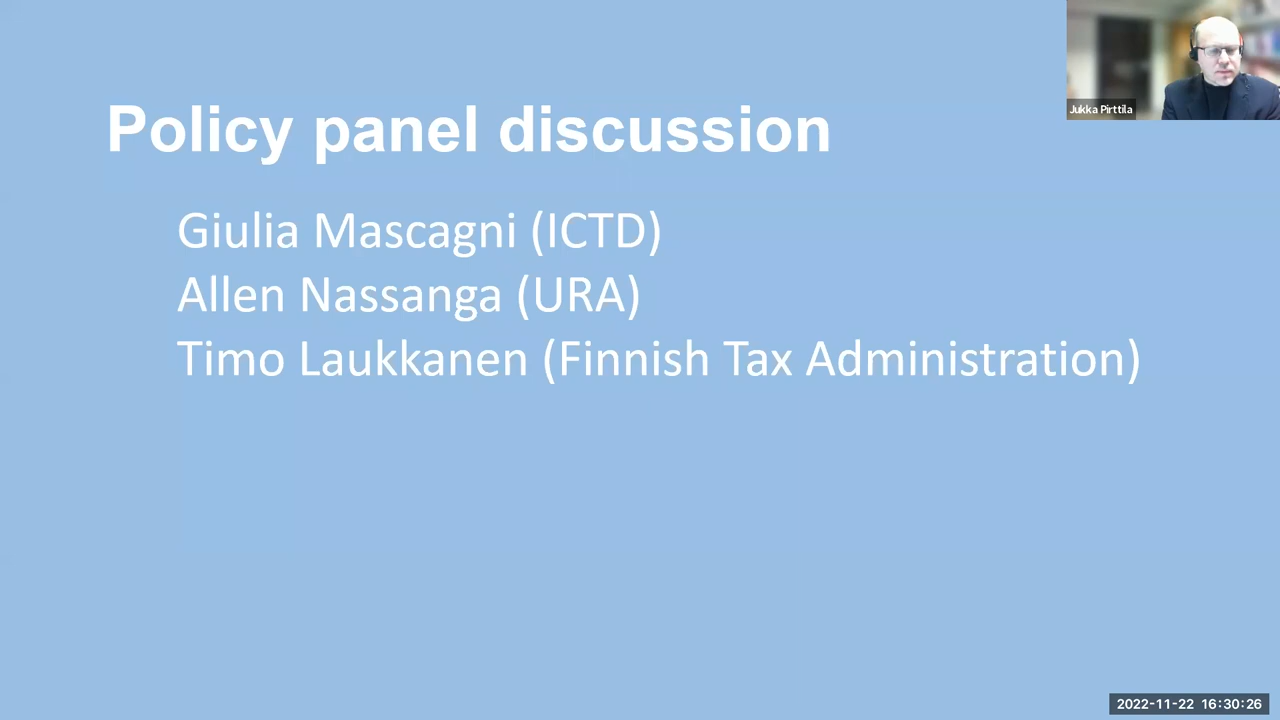 Policy panel discussion
Giulia Mascagni (ICTD)
Allen Nassanga (URA)
Timo Laukkanen (Finnish Tax Administration)
Jukka Pirttila
2022-11-22 16:30:26